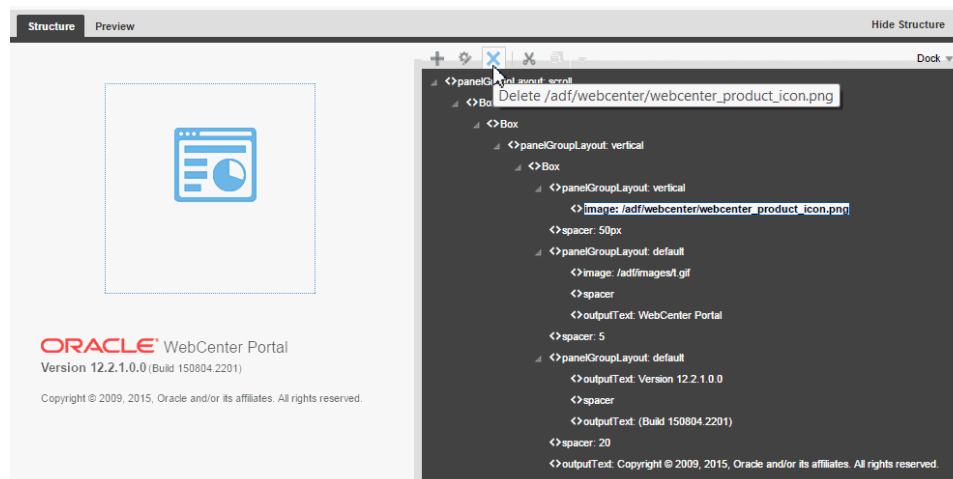 Structure Preview Hide Structure
Dock
<>panelGroupLayout: scroll
Delete /adf/webcenter/webcenter_product_icon.png
<>Box
<>Box
<>panelGroupLayout: vertical
<>Box
<>panelGroupLayout: vertical
<>image: /adf/webcenter/webcenter_product_icon.png
<>spacer: 50px
<>panelGroupLayout: default
<>image: /adf/images/t.gif
<>spacer
<>outputText: WebCenter Portal
<>spacer: 5
<>panelGroupLayout: default
<>outputText: Version 12.2.1.0.0
<>spacer
<>outputText: (Build 150804.2201)
<>spacer: 20
<>outputText: Copyright © 2009, 2015, Oracle and/or its affiliates. All rights reserved.
ORACLE® WebCenter Portal
Version 12.2.1.0.0 (Build 150804.2201)
Copyright © 2009, 2015, Oracle and/or its affiliates. All rights reserved.